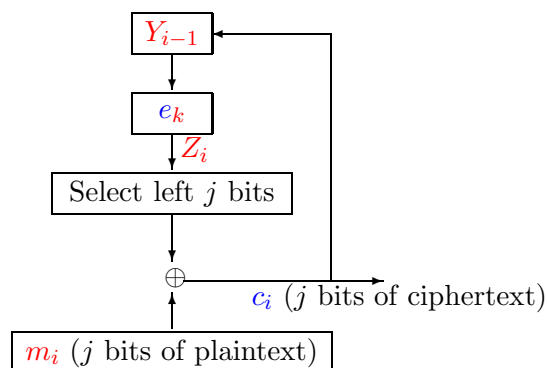 Y_{i−1}
e_k
Z_i
Select left j bits
⊕
c_i (j bits of ciphertext)
m_i (j bits of plaintext)